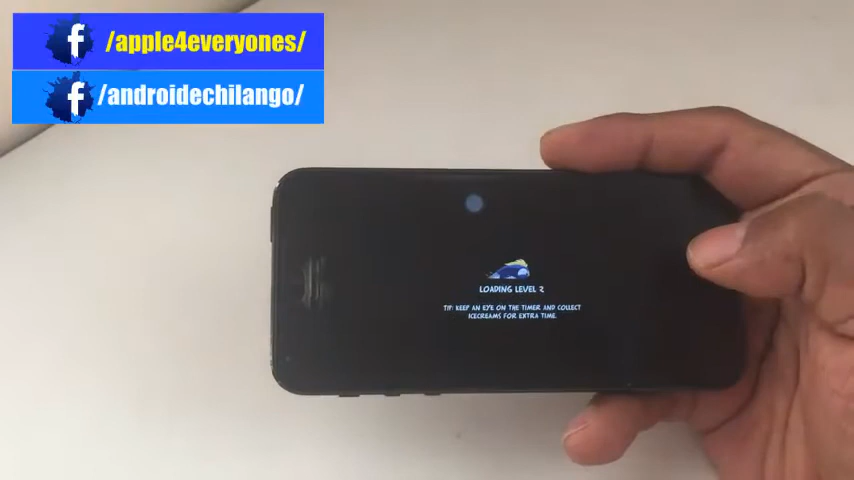 /apple4everyones/
/androidechilango/
LOADING LEVEL 2
TIP: KEEP AN EYE ON THE TIMER AND COLLECT
ICECREAMS FOR EXTRA TIME.